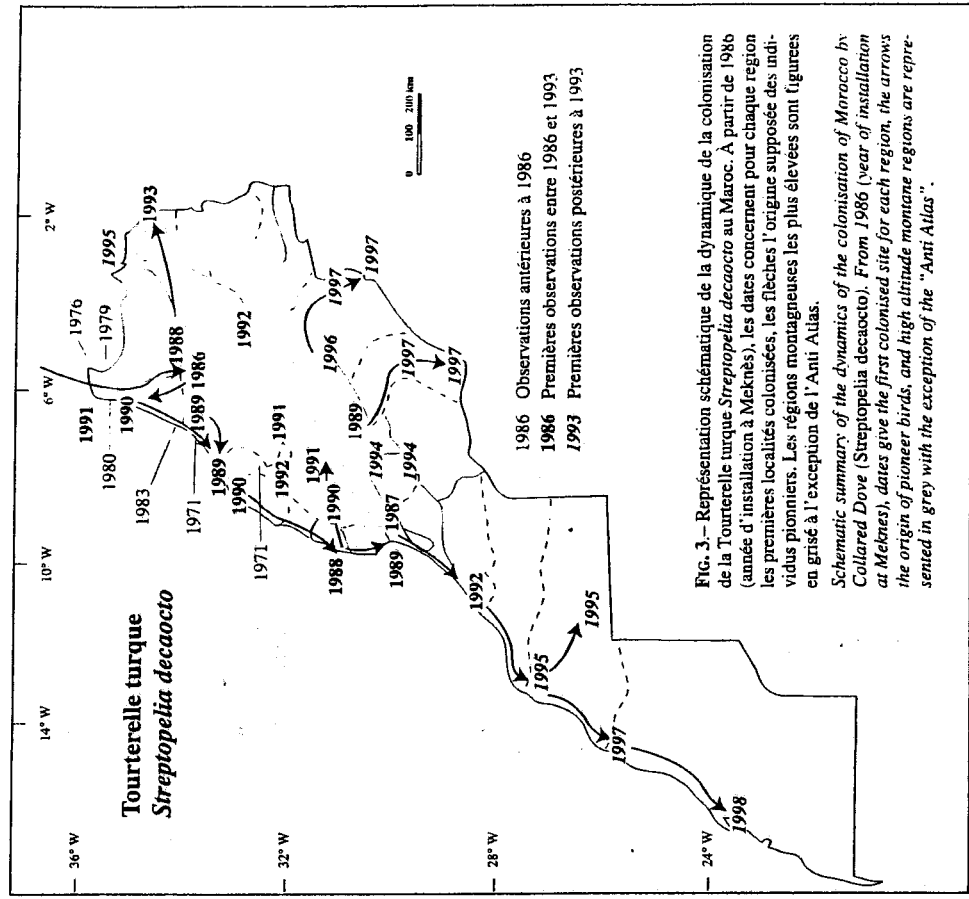 Tourterelle turque
Streptopelia decaocto
2° W
6° W
10° W
14° W
36° W
32° W
28° W
24° W
0 100 200 km
1976
1979
1995
1993
1988
1986
1991
1990
1980
1983
1989
1971
1989
1990
1992
1991
1971
1992
1991
1990
1988
1987
1989
1989
1994
1994
1996
1997
1997
1997
1997
1992
1995
1995
1997
1998
1986 Observations antérieures à 1986
1986 Premières observations entre 1986 et 1993
1993 Premières observations postérieures à 1993
FIG. 3.– Représentation schématique de la dynamique de la colonisation
de la Tourterelle turque Streptopelia decaocto au Maroc. À partir de 1986
(année d'installation à Meknès), les dates concernent pour chaque region
les premières localités colonisées, les flèches l'origine supposée des indi-
vidus pionniers. Les régions montagneuses les plus élevées sont figurees
en grisé à l'exception de l'Anti Atlas.
Schematic summary of the dynamics of the colonisation of Morocco by
Collared Dove (Streptopelia decaocto). From 1986 (year of installation
at Meknes), dates give the first colonised site for each region, the arrows
the origin of pioneer birds, and high altitude montane regions are repre-
sented in grey with the exception of the "Anti Atlas".